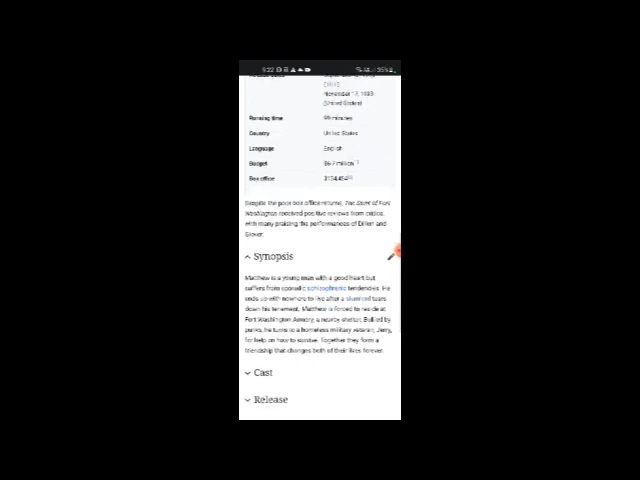 November 17, 1993
(United States)
Running time
99 minutes
Country
United States
Language
English
Budget
Box office
Despite the poor box office returns, The Saint of Fort
Washington received positive reviews from critics,
with many praising the performances of Dillon and
Glover.
Synopsis
Matthew is a young man with a good heart but
suffers from sporadic schizophrenic tendencies. He
ends up with nowhere to live after a slumlord tears
down his tenement, Matthew is forced to reside at
Fort Washington Armory, a nearby shelter. Bullied by
punks, he turns to a homeless military veteran, Jerry,
for help on how to survive. Together they form a
friendship that changes both of their lives forever.
Cast
Release